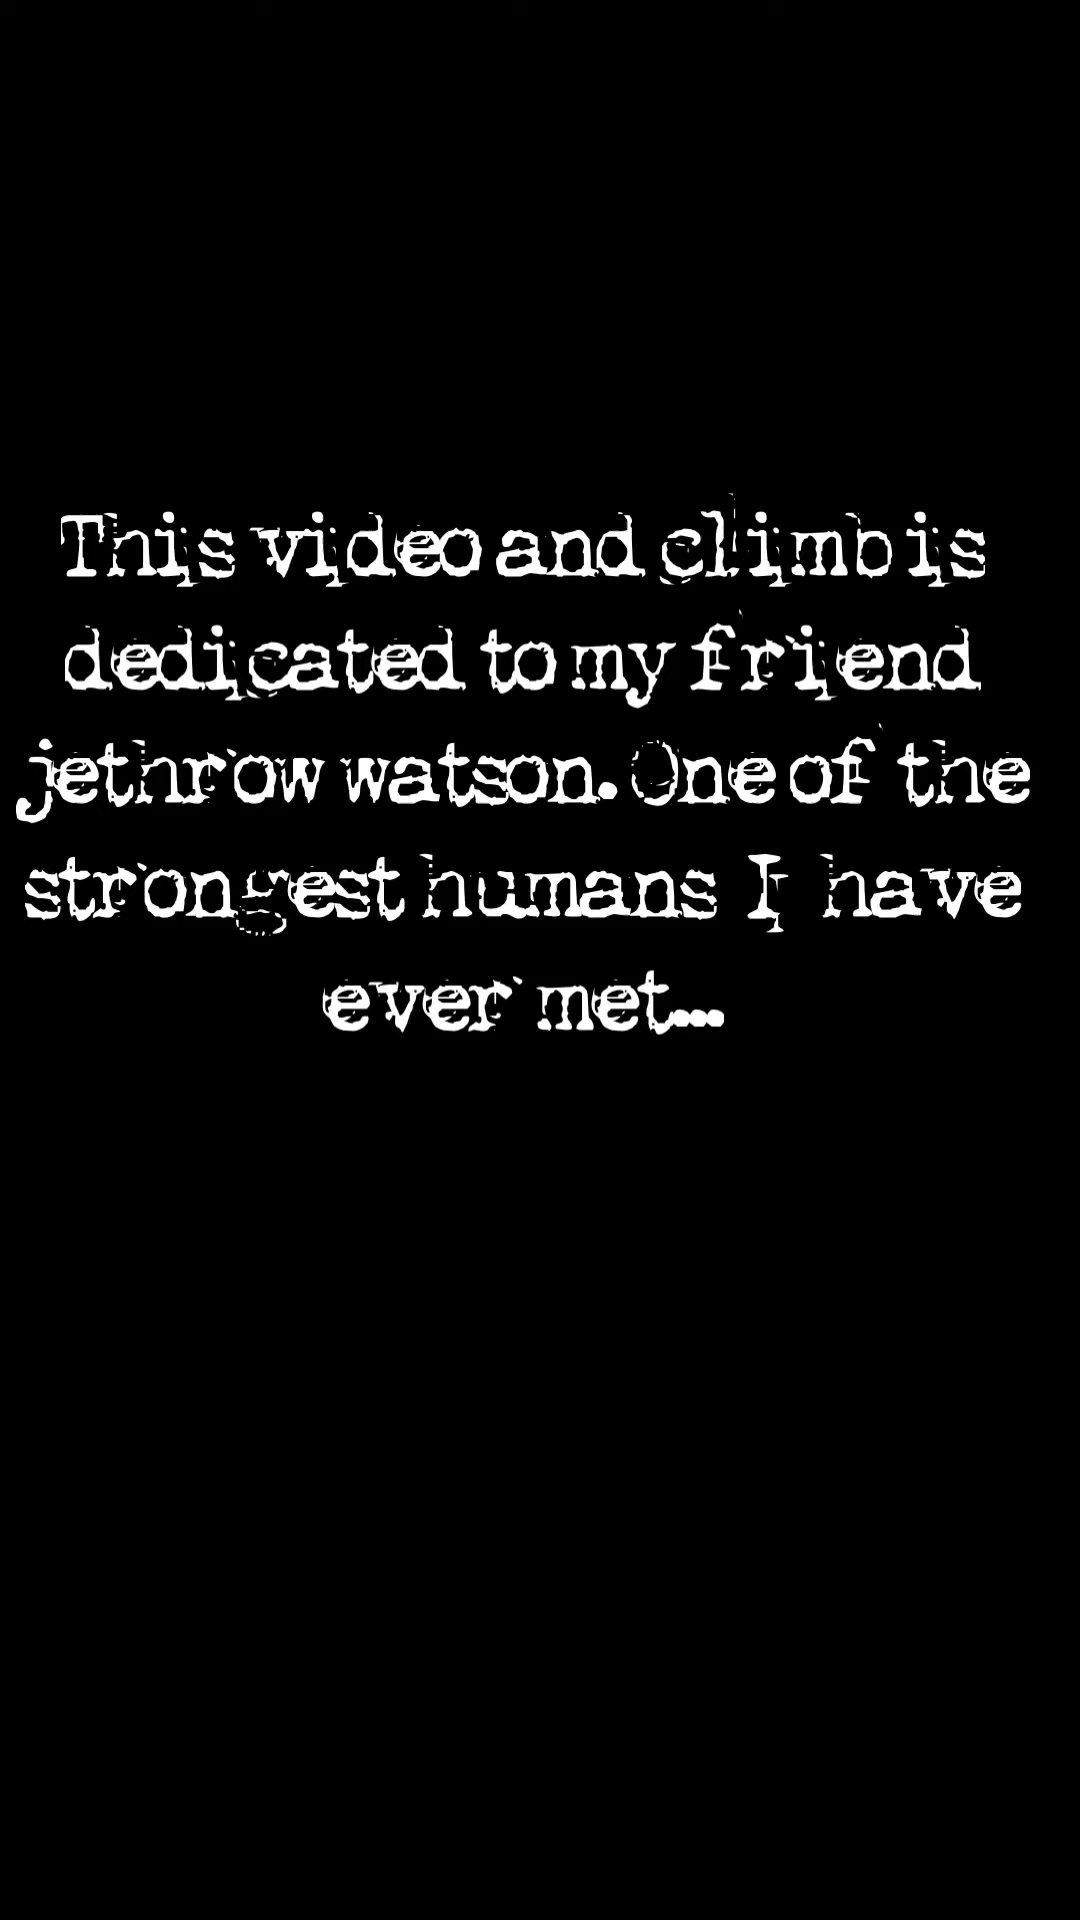 This video and climb is
dedicated to my friend
jethrow watson. One of the
strongest humans I have
ever met...